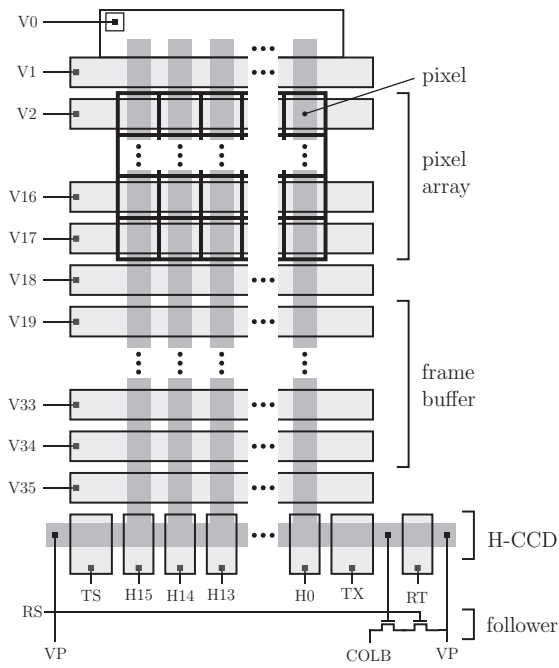 V0
V1
V2
pixel
pixel
array
V16
V17
V18
V19
frame
buffer
V33
V34
V35
H-CCD
TS H15 H14 H13 H0 TX RT
RS
follower
VP COLB VP